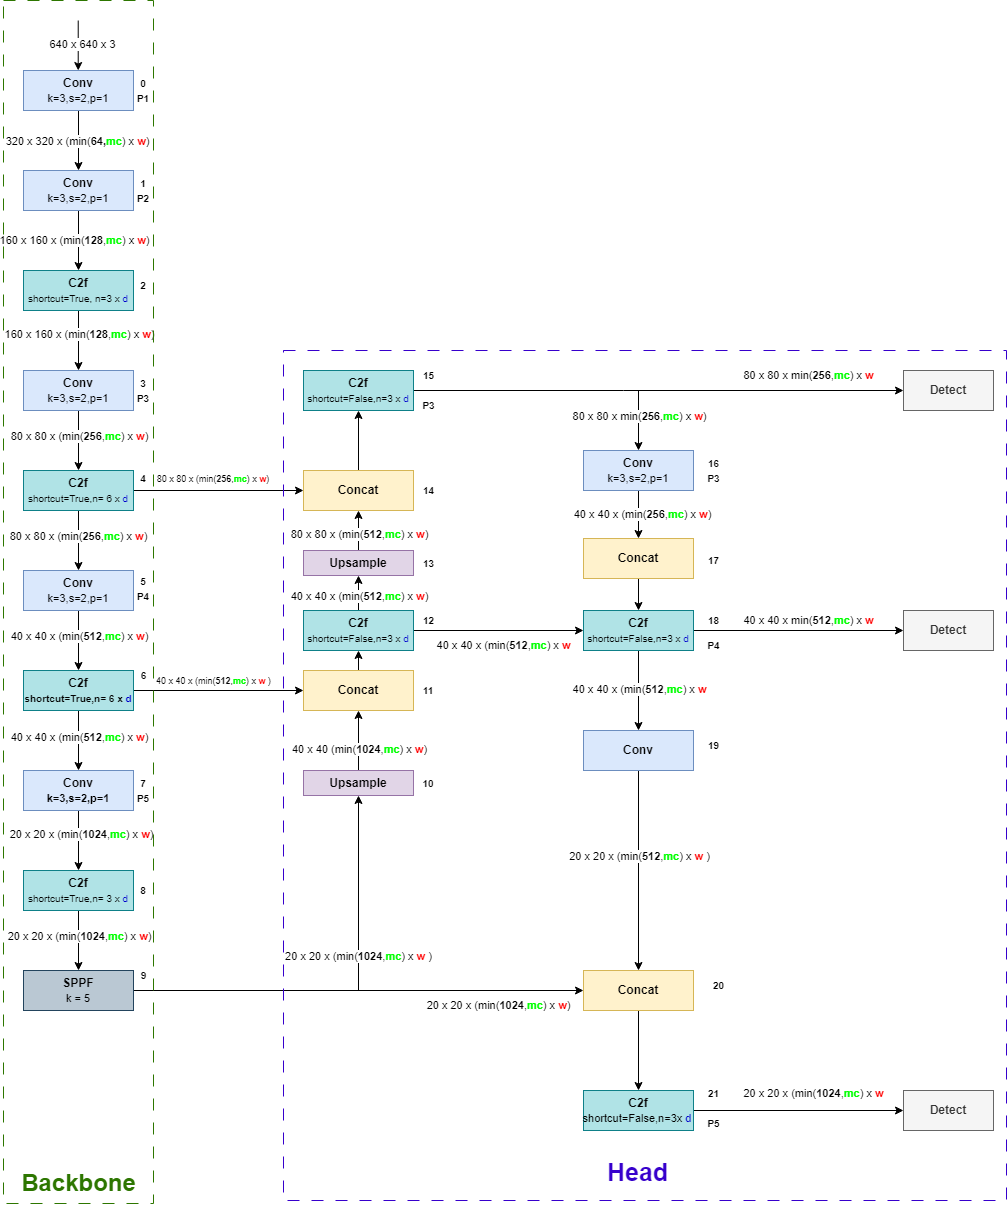 640 x 640 x 3
Conv
k=3,s=2,p=1
0
P1
320 x 320 x (min(64,mc) x w)
Conv
k=3,s=2,p=1
1
P2
160 x 160 x (min(128,mc) x w)
C2f
shortcut=True, n=3 x d
2
160 x 160 x (min(128,mc) x w)
Conv
k=3,s=2,p=1
3
P3
80 x 80 x (min(256,mc) x w)
C2f
shortcut=True,n= 6 x d
4
80 x 80 x (min(256,mc) x w)
80 x 80 x (min(256,mc) x w)
Conv
k=3,s=2,p=1
5
P4
40 x 40 x (min(512,mc) x w)
C2f
shortcut=True,n= 6 x d
6
40 x 40 x (min(512,mc) x w )
40 x 40 x (min(512,mc) x w)
Conv
k=3,s=2,p=1
7
P5
20 x 20 x (min(1024,mc) x w)
C2f
shortcut=True,n= 3 x d
8
20 x 20 x (min(1024,mc) x w)
SPPF
k = 5
9
Backbone
C2f
shortcut=False,n=3 x d
15
P3
Concat
14
80 x 80 x (min(512,mc) x w)
Upsample
13
40 x 40 x (min(512,mc) x w)
C2f
shortcut=False,n=3 x d
12
40 x 40 x (min(512,mc) x w
Concat
11
40 x 40 (min(1024,mc) x w)
Upsample
10
20 x 20 x (min(1024,mc) x w )
20 x 20 x (min(1024,mc) x w)
80 x 80 x min(256,mc) x w
Detect
80 x 80 x min(256,mc) x w)
Conv
k=3,s=2,p=1
16
P3
40 x 40 x (min(256,mc) x w)
Concat
17
C2f
shortcut=False,n=3 x d
18
P4
40 x 40 x min(512,mc) x w
Detect
40 x 40 x (min(512,mc) x w
Conv
19
20 x 20 x (min(512,mc) x w )
Concat
20
C2f
shortcut=False,n=3x d
21
P5
20 x 20 x (min(1024,mc) x w
Detect
Head